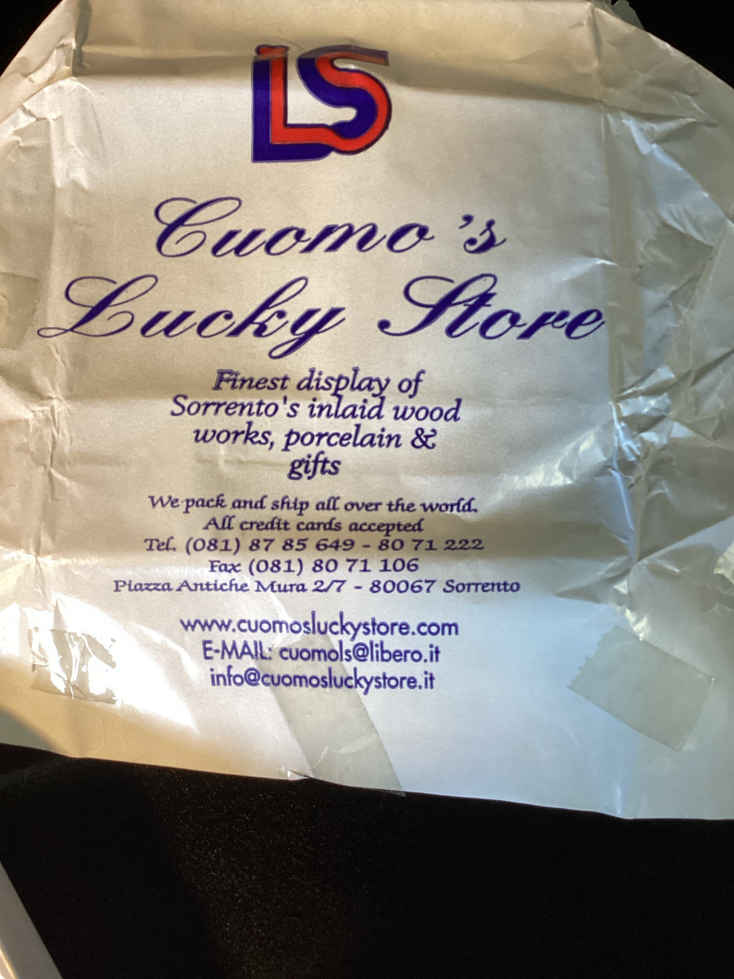 LS
Cuomo's
Lucky Store
Finest display of
Sorrento's inlaid wood
works, porcelain &
gifts
We pack and ship all over the world.
All credit cards accepted
Tel. (081) 87 85 649 - 80 71 222
Fax (081) 80 71 106
Piazza Antiche Mura 2/7 - 80067 Sorrento
www.cuomosluckystore.com
E-MAIL: cuomols@libero.it
info@cuomosluckystore.it